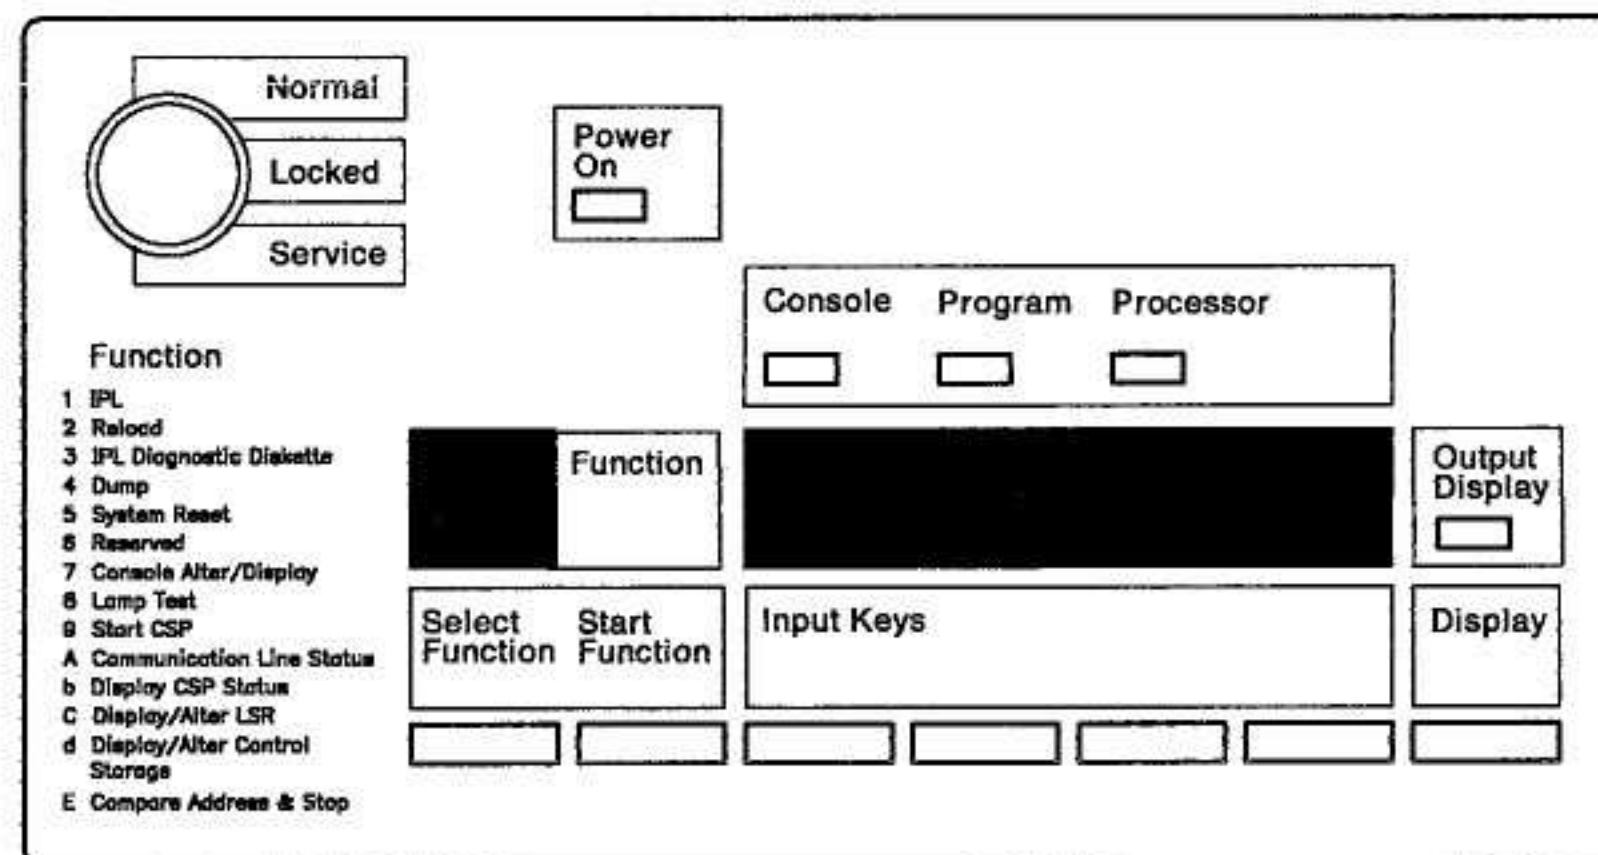 Normal
Locked
Service
Power
On
Console Program Processor
Function
1 IPL
2 Reload
3 IPL Diagnostic Diskette
4 Dump
5 System Reset
6 Reserved
7 Console Alter/Display
8 Lamp Test
9 Start CSP
A Communication Line Status
b Display CSP Status
C Display/Alter LSR
d Display/Alter Control
Storage
E Compare Address & Stop
Function
Output
Display
Select
Function
Start
Function
Input Keys
Display